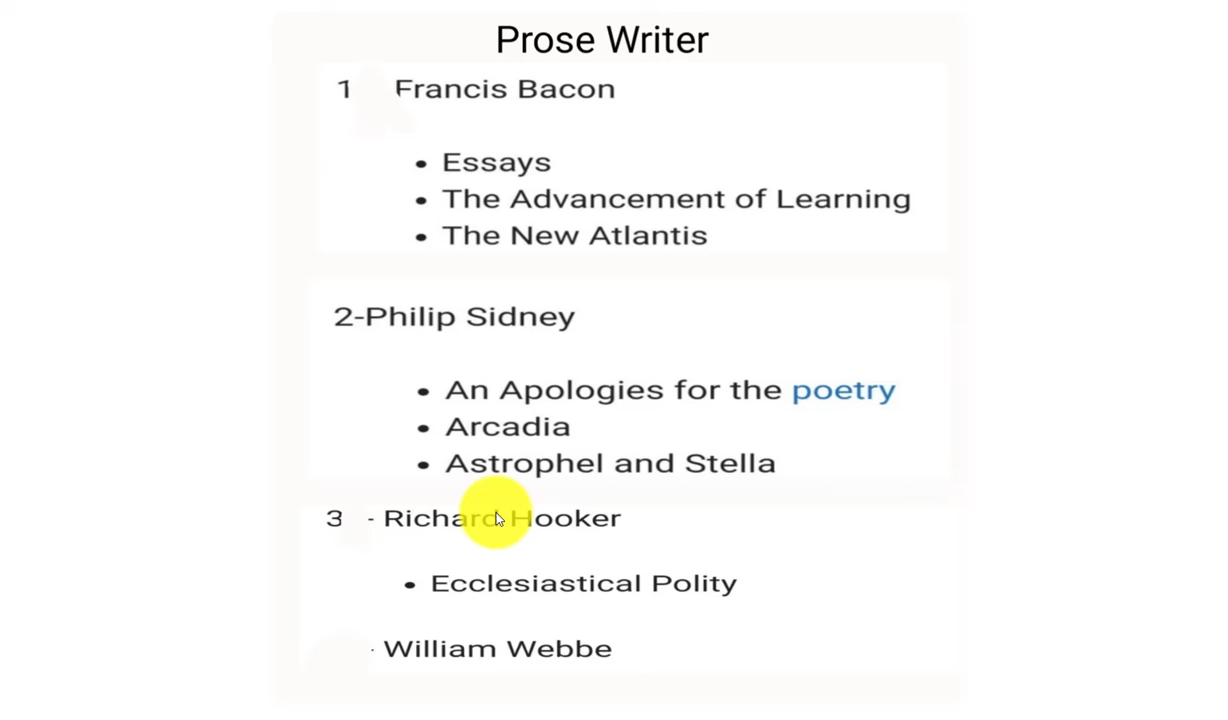 Prose Writer
1 Francis Bacon
• Essays
• The Advancement of Learning
• The New Atlantis
2-Philip Sidney
• An Apologies for the poetry
• Arcadia
• Astrophel and Stella
3 - Richard Hooker
• Ecclesiastical Polity
· William Webbe